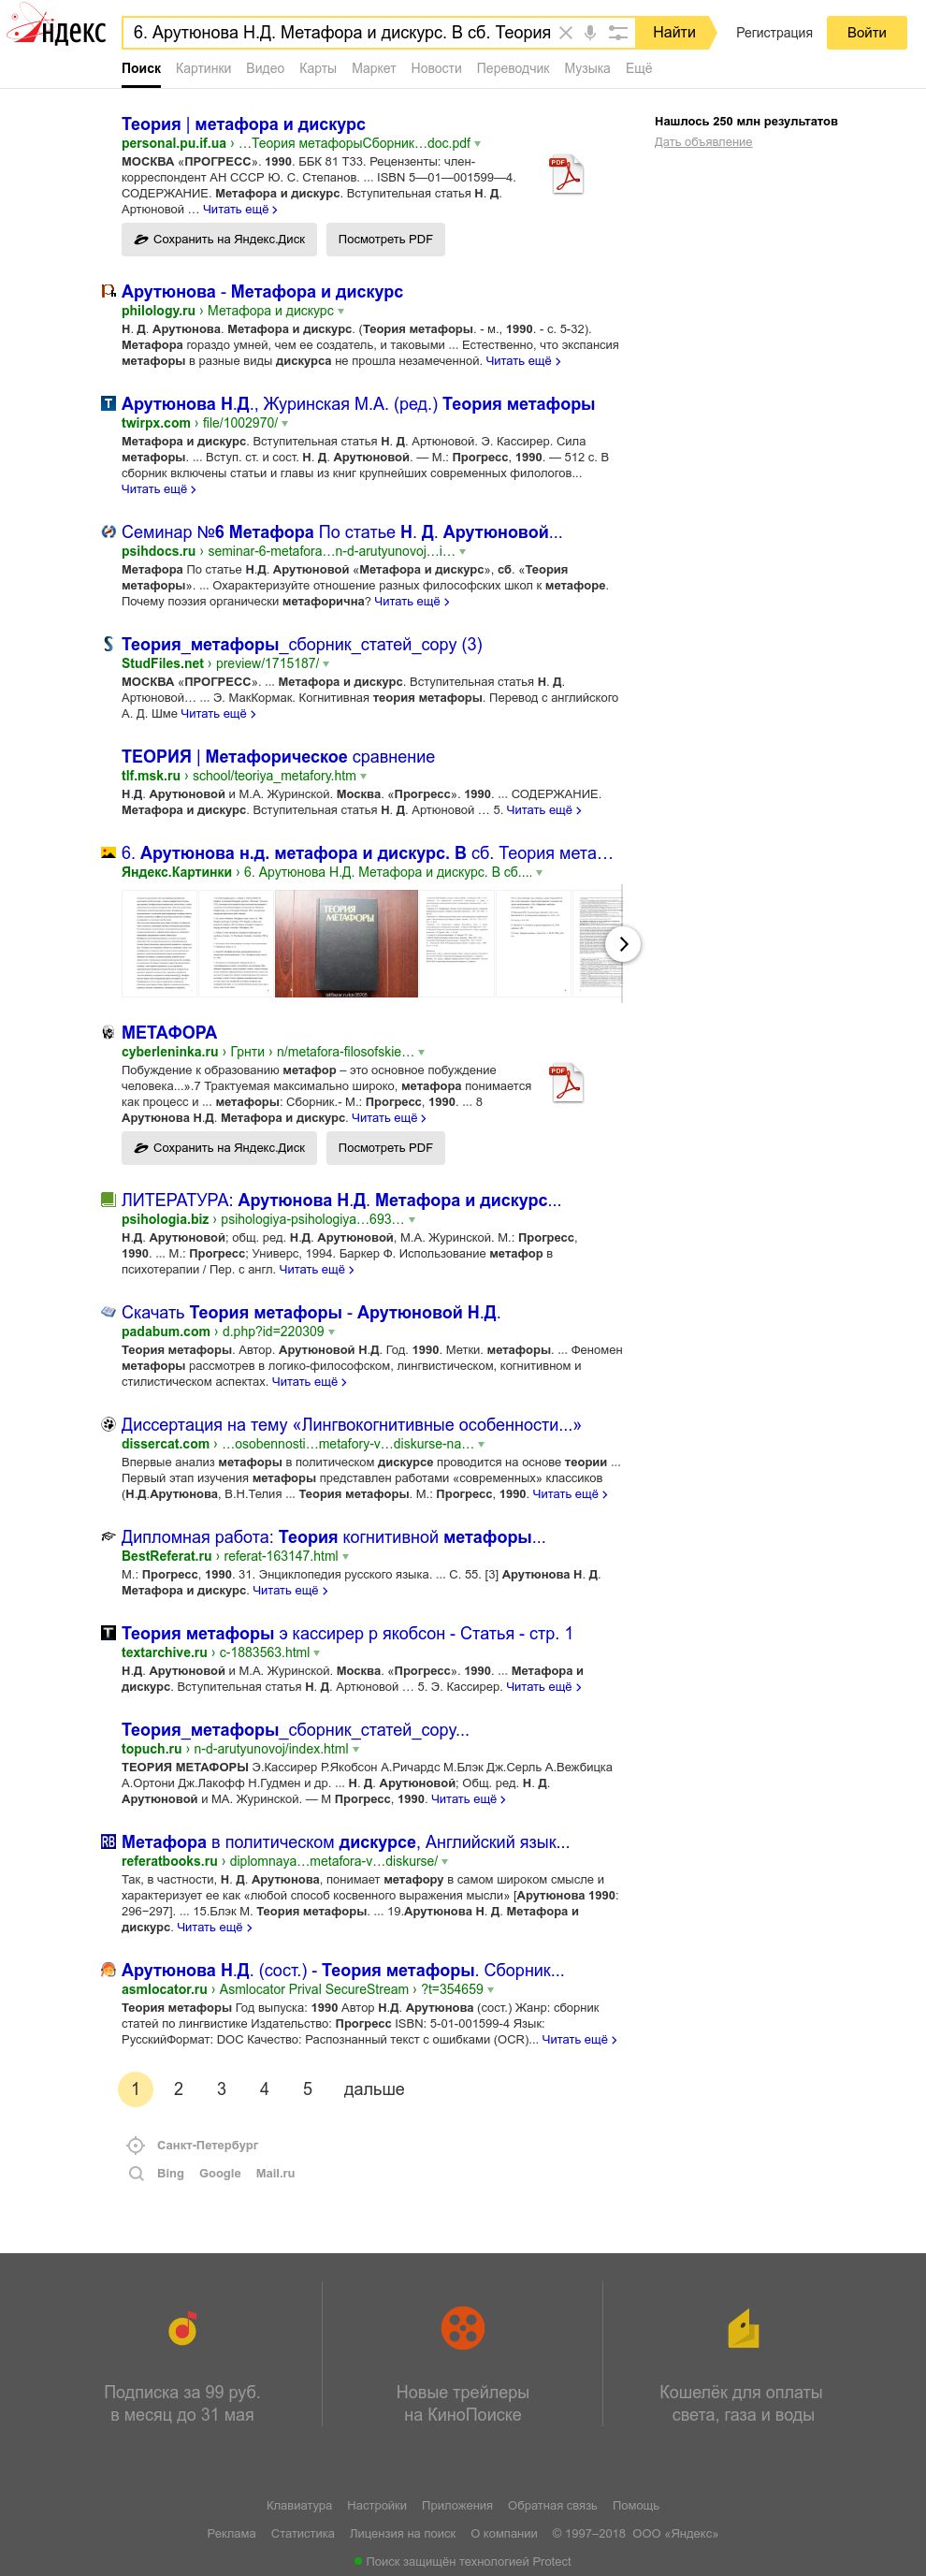 Яндекс
6. Арутюнова Н.Д. Метафора и дискурс. В сб. Теория
Найти
Регистрация
Войти
Поиск Картинки Видео Карты Маркет Новости Переводчик Музыка Ещё
Нашлось 250 млн результатов
Дать объявление
Теория | метафора и дискурс
personal.pu.if.ua › …Теория метафорыСборник…doc.pdf
МОСКВА «ПРОГРЕСС». 1990. ББК 81 Т33. Рецензенты: член-
корреспондент АН СССР Ю. С. Степанов. ... ISBN 5—01—001599—4.
СОДЕРЖАНИЕ. Метафора и дискурс. Вступительная статья Н. Д.
Артюновой … Читать ещё
PDF
Сохранить на Яндекс.Диск Посмотреть PDF
Арутюнова - Метафора и дискурс
philology.ru › Метафора и дискурс
Н. Д. Арутюнова. Метафора и дискурс. (Теория метафоры. - м., 1990. - с. 5-32).
Метафора гораздо умней, чем ее создатель, и таковыми ... Естественно, что экспансия
метафоры в разные виды дискурса не прошла незамеченной. Читать ещё
Арутюнова Н.Д., Журинская М.А. (ред.) Теория метафоры
twirpx.com › file/1002970/
Метафора и дискурс. Вступительная статья Н. Д. Артюновой. Э. Кассирер. Сила
метафоры. ... Вступ. ст. и сост. Н. Д. Арутюновой. — М.: Прогресс, 1990. — 512 с. В
сборник включены статьи и главы из книг крупнейших современных филологов...
Читать ещё
Семинар №6 Метафора По статье Н. Д. Арутюновой...
psihdocs.ru › seminar-6-metafora…n-d-arutyunovoj…i…
Метафора По статье Н.Д. Арутюновой «Метафора и дискурс», сб. «Теория
метафоры». ... Охарактеризуйте отношение разных философских школ к метафоре.
Почему поэзия органически метафорична? Читать ещё
Теория_метафоры_сборник_статей_copy (3)
StudFiles.net › preview/1715187/
МОСКВА «ПРОГРЕСС». ... Метафора и дискурс. Вступительная статья Н. Д.
Артюновой… ... Э. МакКормак. Когнитивная теория метафоры. Перевод с английского
А. Д. Шме Читать ещё
ТЕОРИЯ | Метафорическое сравнение
tlf.msk.ru › school/teoriya_metafory.htm
Н.Д. Арутюновой и М.А. Журинской. Москва. «Прогресс». 1990. ... СОДЕРЖАНИЕ.
Метафора и дискурс. Вступительная статья Н. Д. Артюновой … 5. Читать ещё
6. Арутюнова н.д. метафора и дискурс. В сб. Теория мета…
Яндекс.Картинки › 6. Арутюнова Н.Д. Метафора и дискурс. В сб....
ТЕОРИЯ
МЕТАФОРЫ
МЕТАФОРА
cyberleninka.ru › Грнти › n/metafora-filosofskie…
Побуждение к образованию метафор – это основное побуждение
человека...».7 Трактуемая максимально широко, метафора понимается
как процесс и ... метафоры: Сборник.- М.: Прогресс, 1990. ... 8
Арутюнова Н.Д. Метафора и дискурс. Читать ещё
PDF
Сохранить на Яндекс.Диск Посмотреть PDF
ЛИТЕРАТУРА: Арутюнова Н.Д. Метафора и дискурс...
psihologia.biz › psihologiya-psihologiya…693…
Н.Д. Арутюновой; общ. ред. Н.Д. Арутюновой, М.А. Журинской. М.: Прогресс,
1990. ... М.: Прогресс; Универс, 1994. Баркер Ф. Использование метафор в
психотерапии / Пер. с англ. Читать ещё
Скачать Теория метафоры - Арутюновой Н.Д.
padabum.com › d.php?id=220309
Теория метафоры. Автор. Арутюновой Н.Д. Год. 1990. Метки. метафоры. ... Феномен
метафоры рассмотрев в логико-философском, лингвистическом, когнитивном и
стилистическом аспектах. Читать ещё
Диссертация на тему «Лингвокогнитивные особенности...»
dissercat.com › …osobennosti…metafory-v…diskurse-na…
Впервые анализ метафоры в политическом дискурсе проводится на основе теории ...
Первый этап изучения метафоры представлен работами «современных» классиков
(Н.Д.Арутюнова, В.Н.Телия ... Теория метафоры. М.: Прогресс, 1990. Читать ещё
Дипломная работа: Теория когнитивной метафоры...
BestReferat.ru › referat-163147.html
М.: Прогресс, 1990. 31. Энциклопедия русского языка. ... С. 55. [3] Арутюнова Н. Д.
Метафора и дискурс. Читать ещё
Теория метафоры э кассирер р якобсон - Статья - стр. 1
textarchive.ru › c-1883563.html
Н.Д. Арутюновой и М.А. Журинской. Москва. «Прогресс». 1990. ... Метафора и
дискурс. Вступительная статья Н. Д. Артюновой … 5. Э. Кассирер. Читать ещё
Теория_метафоры_сборник_статей_copy...
topuch.ru › n-d-arutyunovoj/index.html
ТЕОРИЯ МЕТАФОРЫ Э.Кассирер Р.Якобсон А.Ричардс М.Блэк Дж.Серль А.Вежбицка
А.Ортони Дж.Лакофф Н.Гудмен и др. ... Н. Д. Арутюновой; Общ. ред. Н. Д.
Арутюновой и МА. Журинской. — М Прогресс, 1990. Читать ещё
Метафора в политическом дискурсе, Английский язык...
referatbooks.ru › diplomnaya…metafora-v…diskurse/
Так, в частности, Н. Д. Арутюнова, понимает метафору в самом широком смысле и
характеризует ее как «любой способ косвенного выражения мысли» [Арутюнова 1990:
296−297]. ... 15.Блэк М. Теория метафоры. ... 19.Арутюнова Н. Д. Метафора и
дискурс. Читать ещё
Арутюнова Н.Д. (сост.) - Теория метафоры. Сборник...
asmlocator.ru › Asmlocator Prival SecureStream › ?t=354659
Теория метафоры Год выпуска: 1990 Автор Н.Д. Арутюнова (сост.) Жанр: сборник
статей по лингвистике Издательство: Прогресс ISBN: 5-01-001599-4 Язык:
РусскийФормат: DOC Качество: Распознанный текст с ошибками (OCR)... Читать ещё
1 2 3 4 5 дальше
Санкт-Петербург
Bing Google Mail.ru
Подписка за 99 руб.
в месяц до 31 мая
Новые трейлеры
на КиноПоиске
Кошелёк для оплаты
света, газа и воды
Клавиатура Настройки Приложения Обратная связь Помощь
Реклама Статистика Лицензия на поиск О компании © 1997–2018 ООО «Яндекс»
Поиск защищён технологией Protect